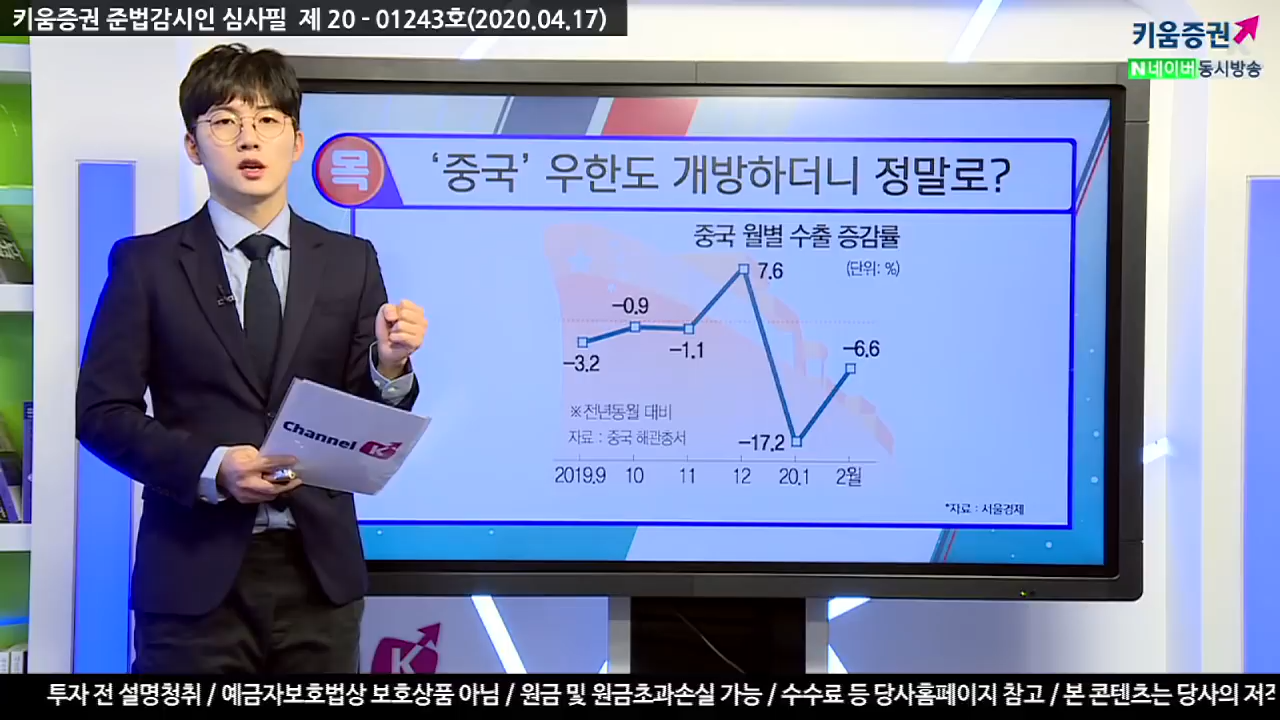 키움증권 준법감시인 심사필 제 20 - 01243호(2020.04.17)
키움증권
N 네이버 동시방송
목 '중국' 우한도 개방하더니 정말로?
중국 월별 수출 증감률
(단위: %)
7.6
-0.9
-3.2
-1.1
-6.6
-17.2
※전년동월 대비
자료 : 중국 해관총서
2019.9 10 11 12 20.1 2월
*자료 : 서울경제
Channel K
K
투자 전 설명청취 / 예금자보호법상 보호상품 아님 / 원금 및 원금초과손실 가능 / 수수료 등 당사홈페이지 참고 / 본 콘텐츠는 당사의 저작